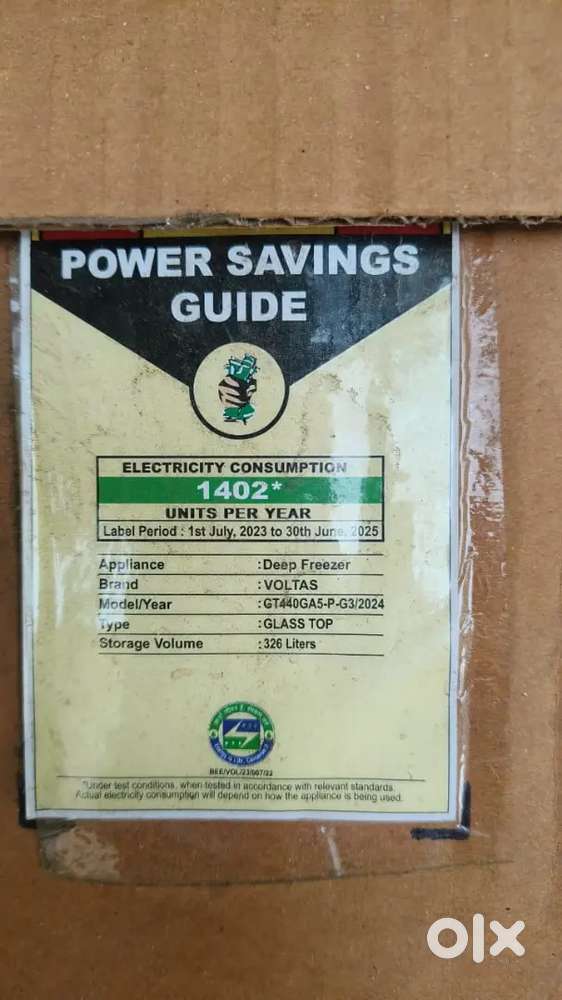 POWER SAVINGS
GUIDE
ELECTRICITY CONSUMPTION
1402*
UNITS PER YEAR
Label Period : 1st July, 2023 to 30th June, 2025
Appliance :Deep Freezer
Brand :VOLTAS
Model/Year :GT440GA5-P-G3/2024
Type :GLASS TOP
Storage Volume :326 Liters
*Under test conditions, when tested in accordance with relevant standards.
Actual electricity consumption will depend on how the appliance is being used.
olx